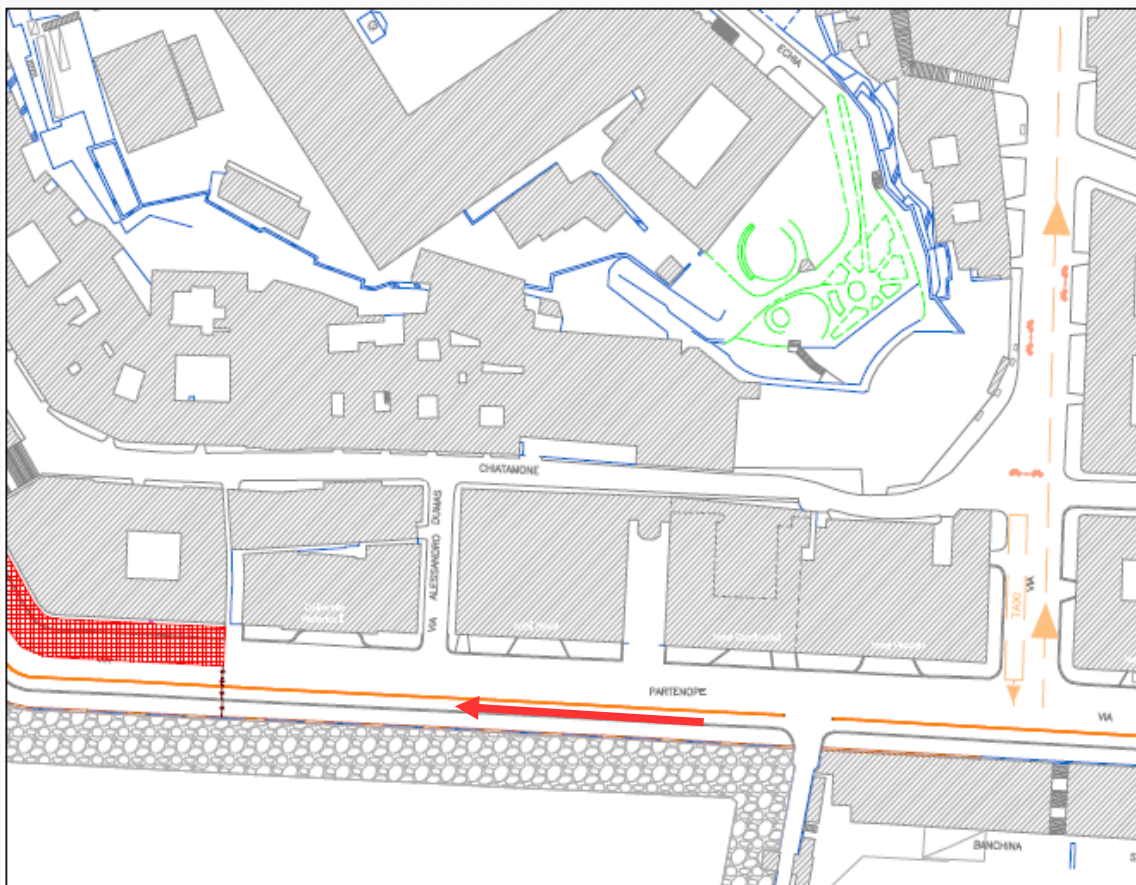 ECHIA
CHIATAMONE
VIA ALESSANDRO DUMAS
TAXI
VIA
PARTENOPE
VIA
BANCHINA